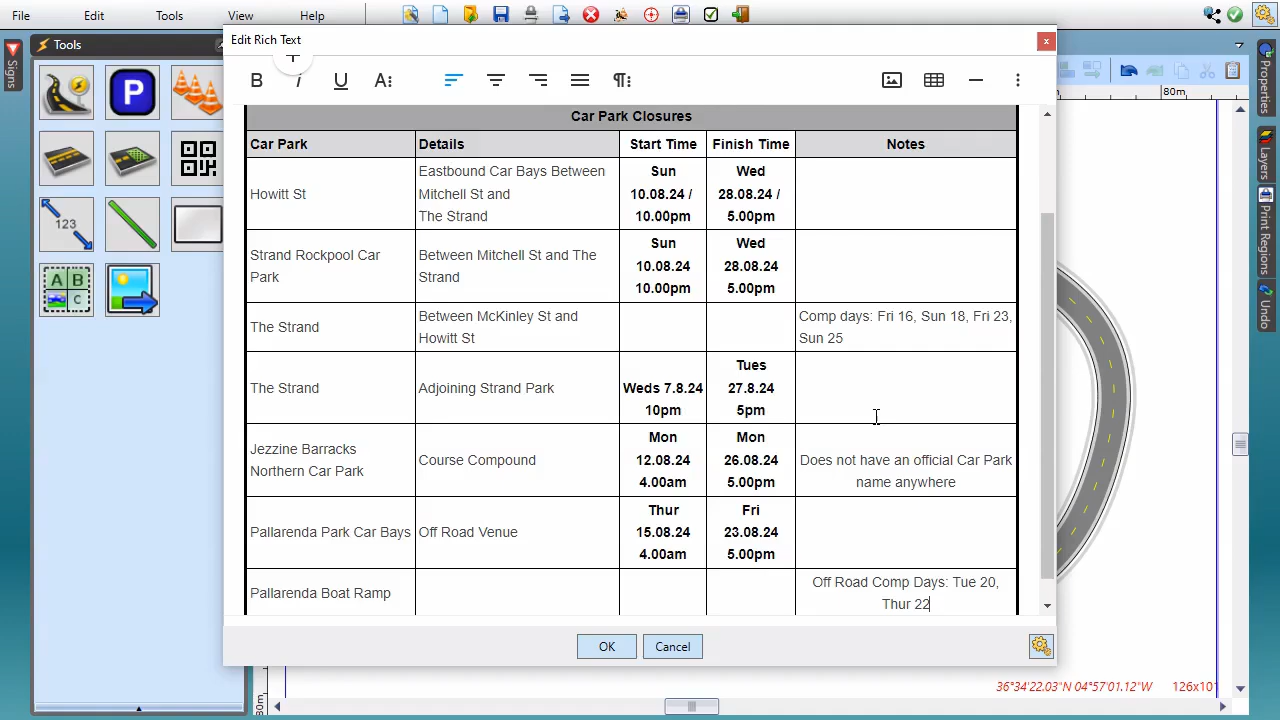 File Edit Tools View Help
Edit Rich Text x
Tools
Signs
B i U A
80m
Properties
Layers
Print Regions
Undo
P
123
A B
C
Car Park Closures
Car Park Details Start Time Finish Time Notes
Howitt St
Eastbound Car Bays Between
Mitchell St and
The Strand
Sun
10.08.24 /
10.00pm
Wed
28.08.24 /
5.00pm
Strand Rockpool Car
Park
Between Mitchell St and The
Strand
Sun
10.08.24
10.00pm
Wed
28.08.24
5.00pm
The Strand
Between McKinley St and
Howitt St
Comp days: Fri 16, Sun 18, Fri 23,
Sun 25
The Strand
Adjoining Strand Park
Weds 7.8.24
10pm
Tues
27.8.24
5pm
Jezzine Barracks
Northern Car Park
Course Compound
Mon
12.08.24
4.00am
Mon
26.08.24
5.00pm
Does not have an official Car Park
name anywhere
Pallarenda Park Car Bays
Off Road Venue
Thur
15.08.24
4.00am
Fri
23.08.24
5.00pm
Pallarenda Boat Ramp
Off Road Comp Days: Tue 20,
Thur 22
OK Cancel
80m
36°34'22.03"N 04°57'01.12"W